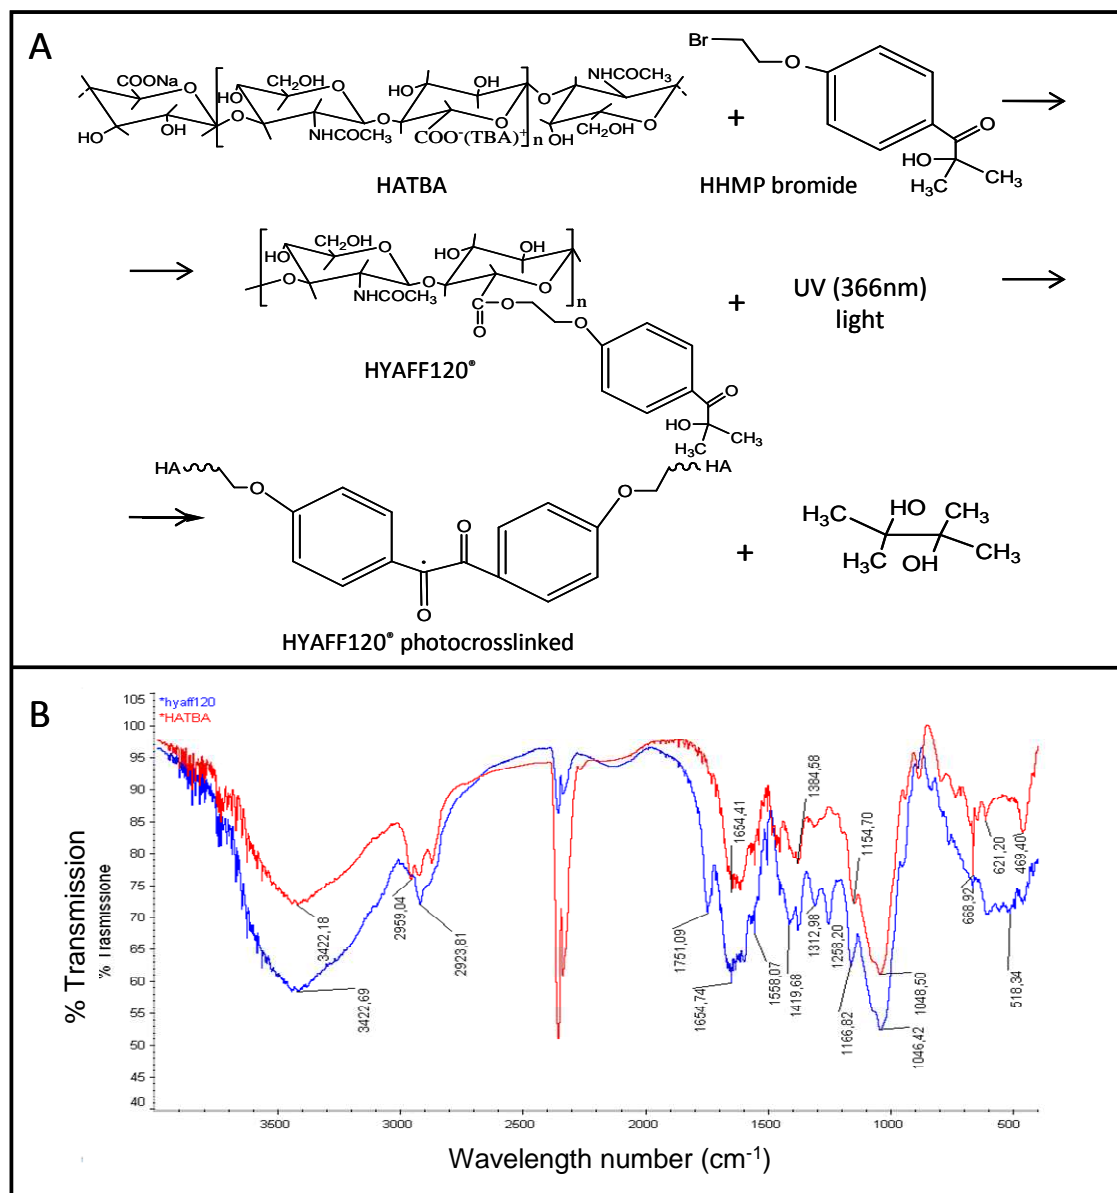 A
COONa
O
HO
OH
O
CH2OH
HO
O
NHCOCH3
O
HO
OH
O
COO-(TBA)+
n
O
HO
NHCOCH3
CH2OH
O
OH
HATBA
+
Br
O
O
HO
CH3
CH3
HHMP bromide
CH2OH
HO
O
O
NHCOCH3
O
HO
OH
O
n
O
O
O
O
HO
CH3
CH3
HYAFF120®
+
UV (366nm)
light
HA
O
O
O
O
HA
HYAFF120® photocrosslinked
+
H3C
HO
CH3
H3C
OH
CH3
B
*hyaff120
*HATBA
% Transmission
% Trasmissione
105
100
95
90
85
80
75
70
65
60
55
50
45
40
3422,18
3422,69
2959,04
2923,81
1751,09
1654,74
1654,41
1558,07
1419,68
1384,58
1312,98
1258,20
1166,82
1154,70
1048,50
1046,42
668,92
621,20
518,34
469,40
3500
3000
2500
2000
1500
1000
500
Wavelength number (cm-1)